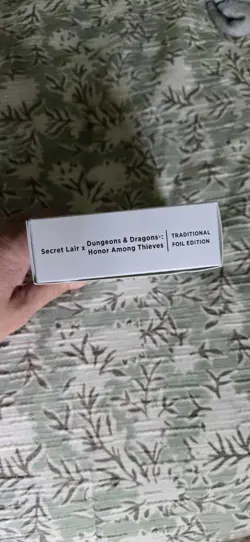 Secret Lair x Dungeons & Dragons®:
Honor Among Thieves
TRADITIONAL
FOIL EDITION